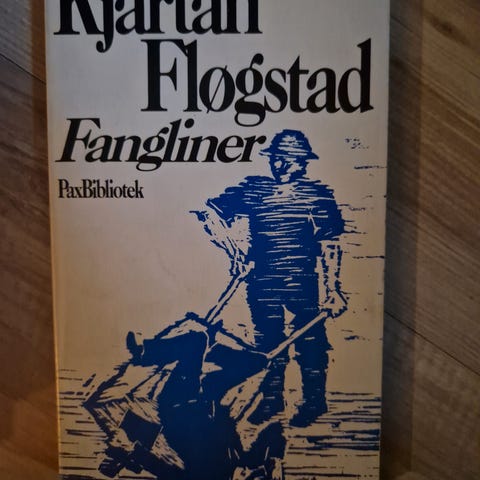 Kjartan
Fløgstad
Fangliner
PaxBibliotek